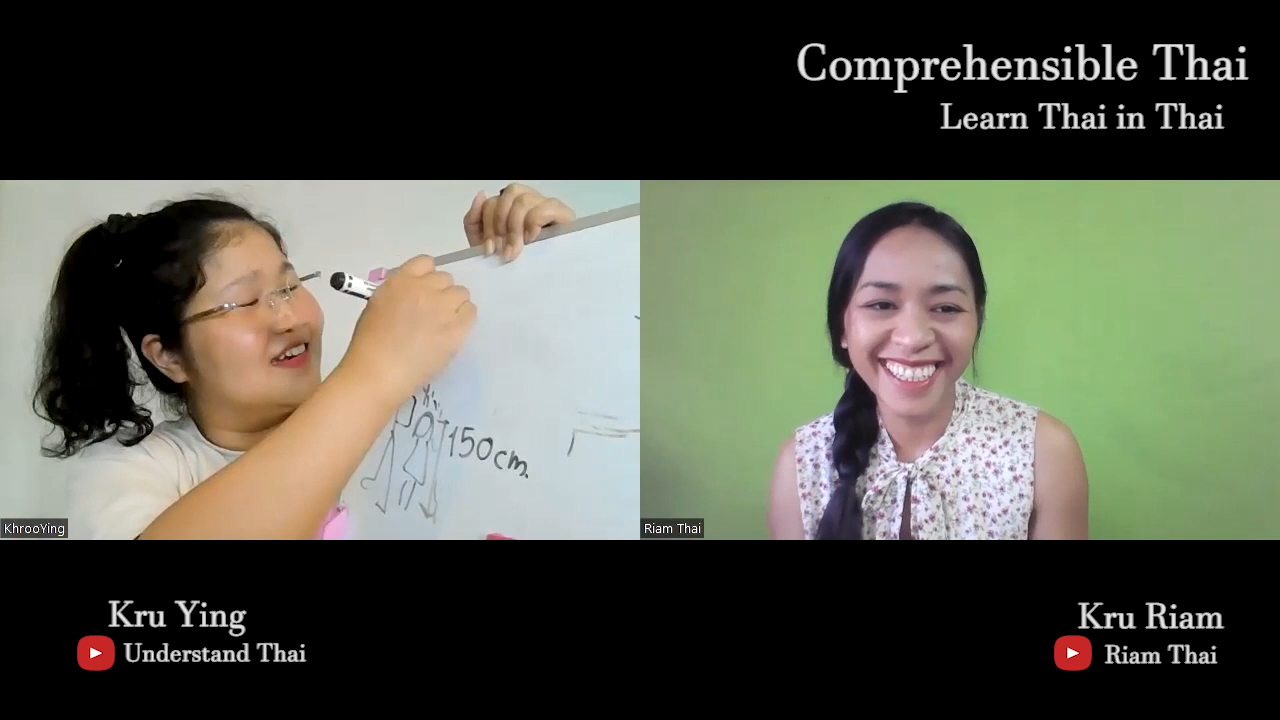 Comprehensible Thai
Learn Thai in Thai
150cm.
KhrooYing
Riam Thai
Kru Ying
Understand Thai
Kru Riam
Riam Thai